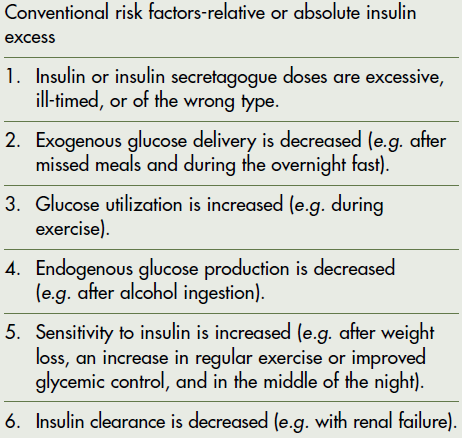 Conventional risk factors-relative or absolute insulin
excess
1. Insulin or insulin secretagogue doses are excessive,
ill-timed, or of the wrong type.
2. Exogenous glucose delivery is decreased (e.g. after
missed meals and during the overnight fast).
3. Glucose utilization is increased (e.g. during
exercise).
4. Endogenous glucose production is decreased
(e.g. after alcohol ingestion).
5. Sensitivity to insulin is increased (e.g. after weight
loss, an increase in regular exercise or improved
glycemic control, and in the middle of the night).
6. Insulin clearance is decreased (e.g. with renal failure).